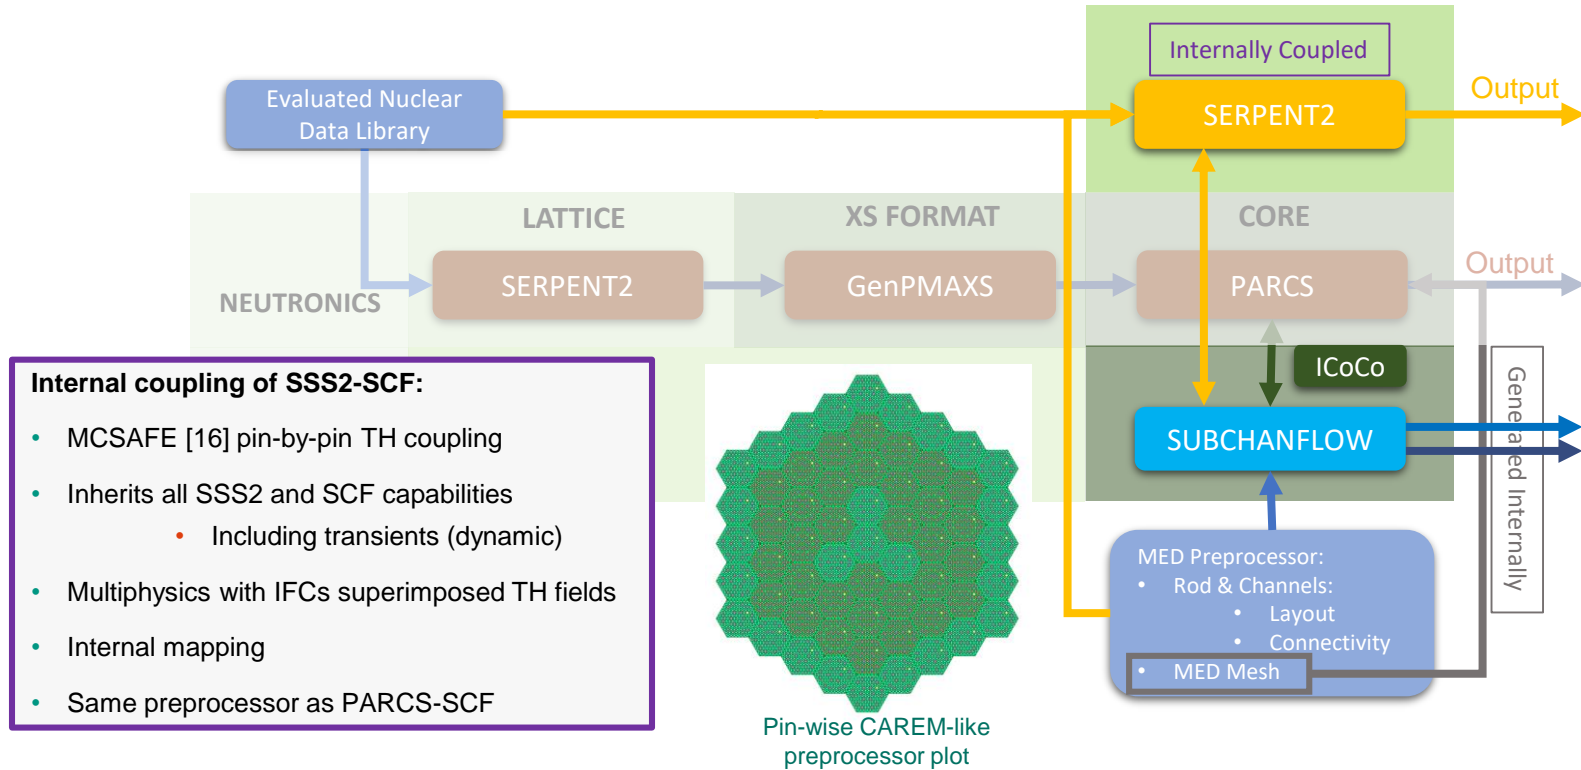 Internally Coupled
Evaluated Nuclear
Data Library
SERPENT2
Output
LATTICE
XS FORMAT
CORE
NEUTRONICS
SERPENT2
GenPMAXS
PARCS
Output
ICoCo
SUBCHANFLOW
Generated Internally
Internal coupling of SSS2-SCF:
• MCSAFE [16] pin-by-pin TH coupling
• Inherits all SSS2 and SCF capabilities
• Including transients (dynamic)
• Multiphysics with IFCs superimposed TH fields
• Internal mapping
• Same preprocessor as PARCS-SCF
Pin-wise CAREM-like
preprocessor plot
MED Preprocessor:
• Rod & Channels:
• Layout
• Connectivity
• MED Mesh